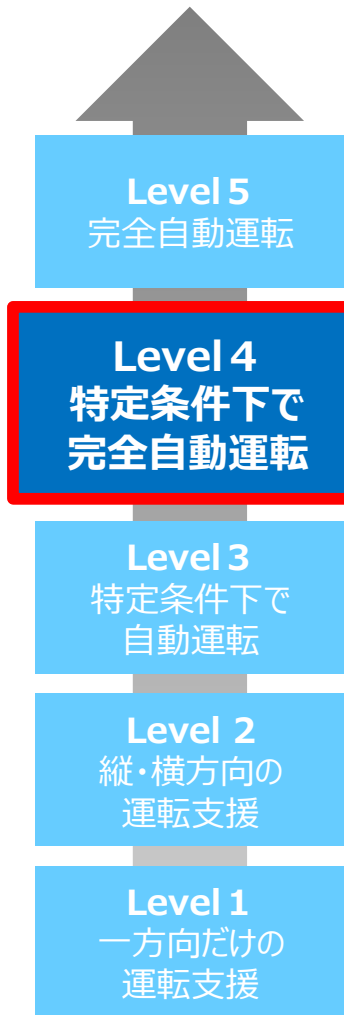 Level 5
完全自動運転
Level 4
特定条件下で
完全自動運転
Level 3
特定条件下で
自動運転
Level 2
縦・横方向の
運転支援
Level 1
一方向だけの
運転支援